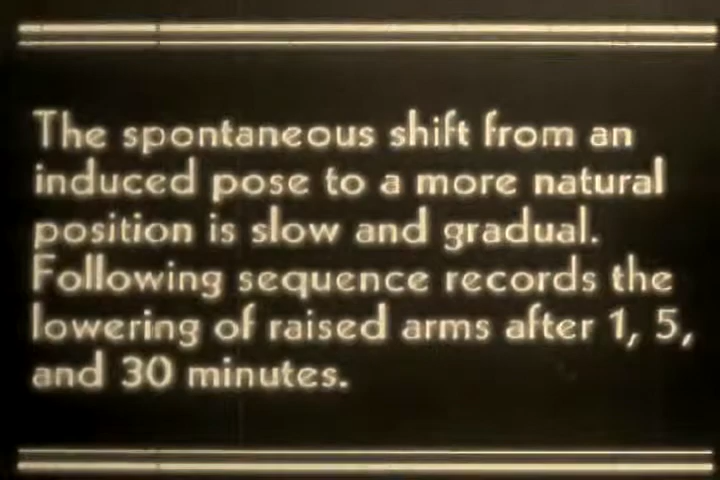 The spontaneous shift from an
induced pose to a more natural
position is slow and gradual.
Following sequence records the
lowering of raised arms after 1, 5,
and 30 minutes.